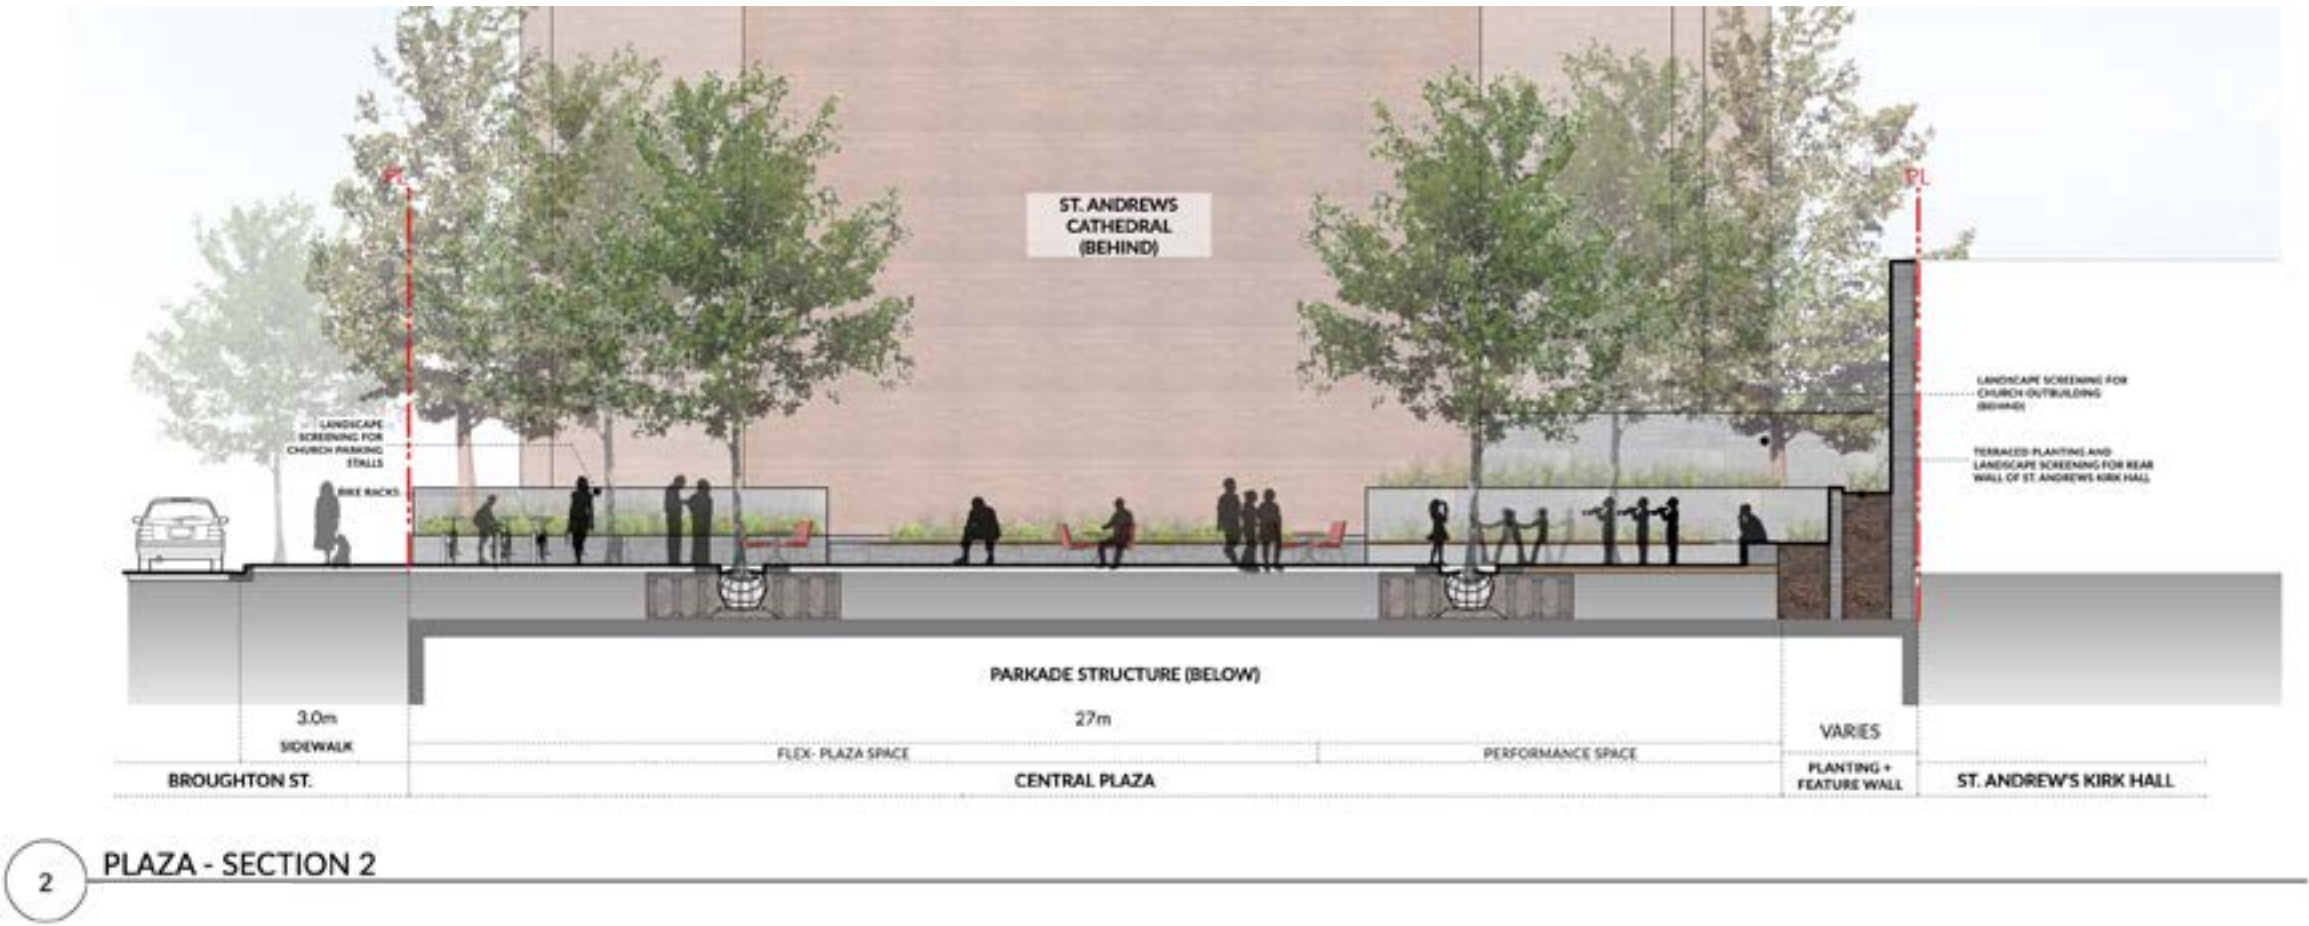 PL
PL
ST. ANDREWS
CATHEDRAL
(BEHIND)
LANDSCAPE SCREENING FOR
CHURCH OUTBUILDING
(BEHIND)
LANDSCAPE
SCREENING FOR
CHURCH PARKING
STALLS
TERRACED PLANTING AND
LANDSCAPE SCREENING FOR REAR
WALL OF ST. ANDREWS KIRK HALL
BIKE RACKS
PARKADE STRUCTURE (BELOW)
3.0m
27m
VARIES
SIDEWALK
FLEX- PLAZA SPACE
PERFORMANCE SPACE
BROUGHTON ST.
CENTRAL PLAZA
PLANTING +
FEATURE WALL
ST. ANDREW'S KIRK HALL
2
PLAZA - SECTION 2